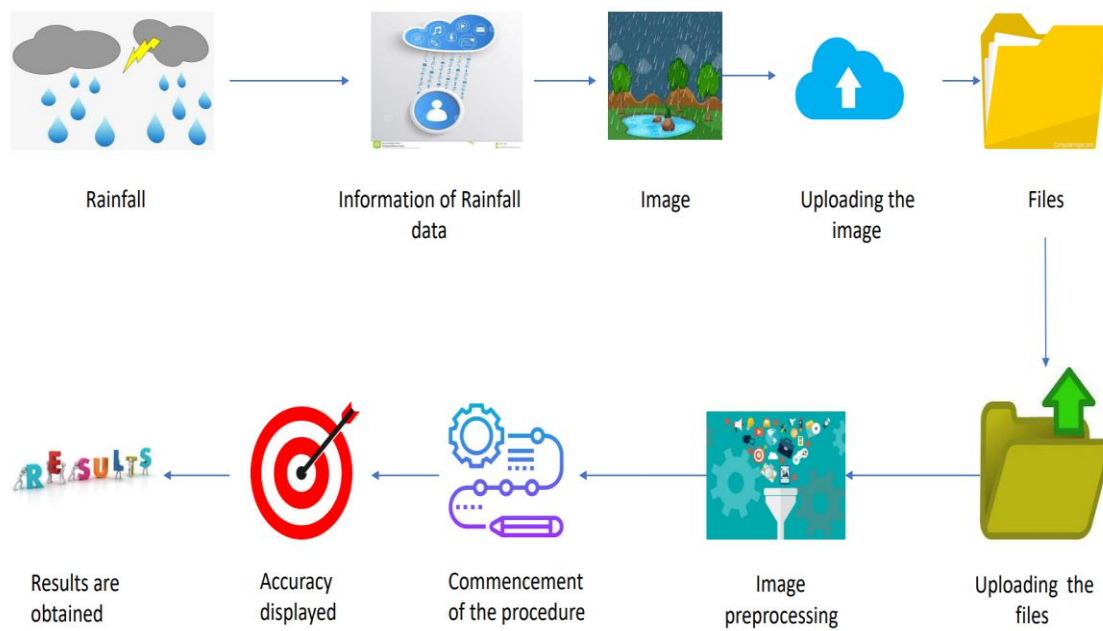 Rainfall
Information of Rainfall
data
Image
Uploading the
image
Files
RESULTS
Results are
obtained
Accuracy
displayed
Commencement
of the procedure
Image
preprocessing
Uploading the
files